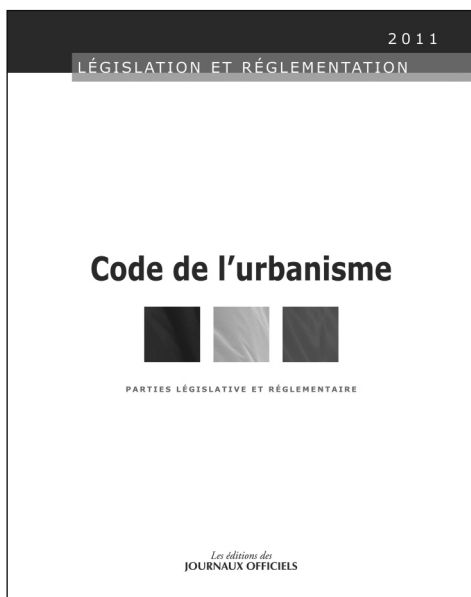 2011
LÉGISLATION ET RÉGLEMENTATION
Code de l'urbanisme
PARTIES LÉGISLATIVE ET RÉGLEMENTAIRE
Les éditions des
JOURNAUX OFFICIELS